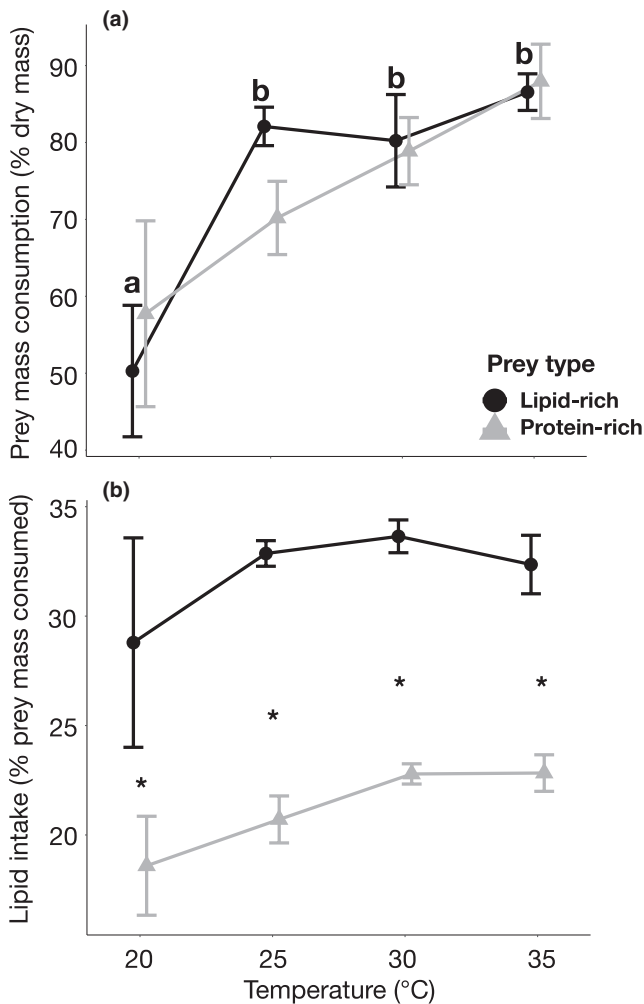 (a)
Prey mass consumption (% dry mass)
90
80
70
60
50
40
a
b
b
b
Prey type
Lipid-rich
Protein-rich
(b)
Lipid intake (% prey mass consumed)
35
30
25
20
*
*
*
*
20 25 30 35
Temperature (°C)